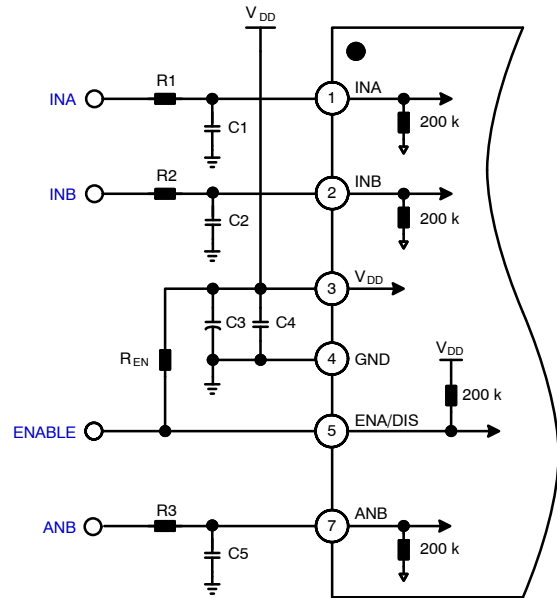 VDD
R1
INA
1
INA
C1
200 k
R2
INB
2
INB
C2
200 k
3
VDD
C3
C4
REN
4
GND
VDD
200 k
ENABLE
5
ENA/DIS
R3
ANB
7
ANB
C5
200 k